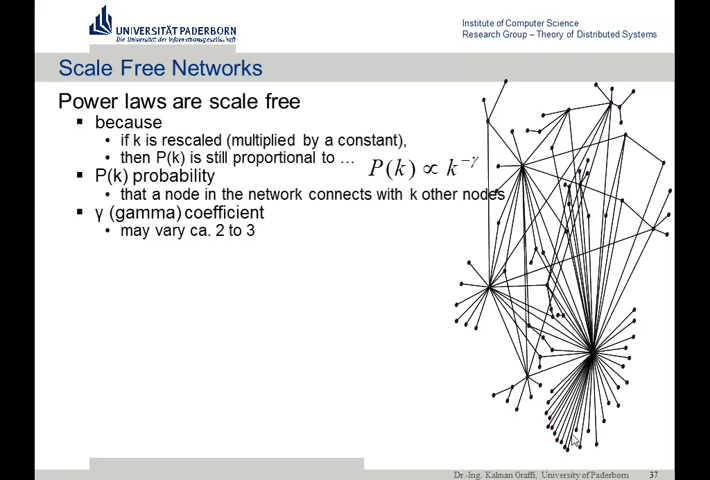 UNIVERSITÄT PADERBORN
Die Universität der Informationsgesellschaft
Institute of Computer Science
Research Group – Theory of Distributed Systems
Scale Free Networks
Power laws are scale free
▪ because
• if k is rescaled (multiplied by a constant),
• then P(k) is still proportional to …
P(k) ∝ k^{−γ}
▪ P(k) probability
• that a node in the network connects with k other nodes
▪ γ (gamma) coefficient
• may vary ca. 2 to 3
Dr.-Ing. Kalman Graffi, University of Paderborn 37